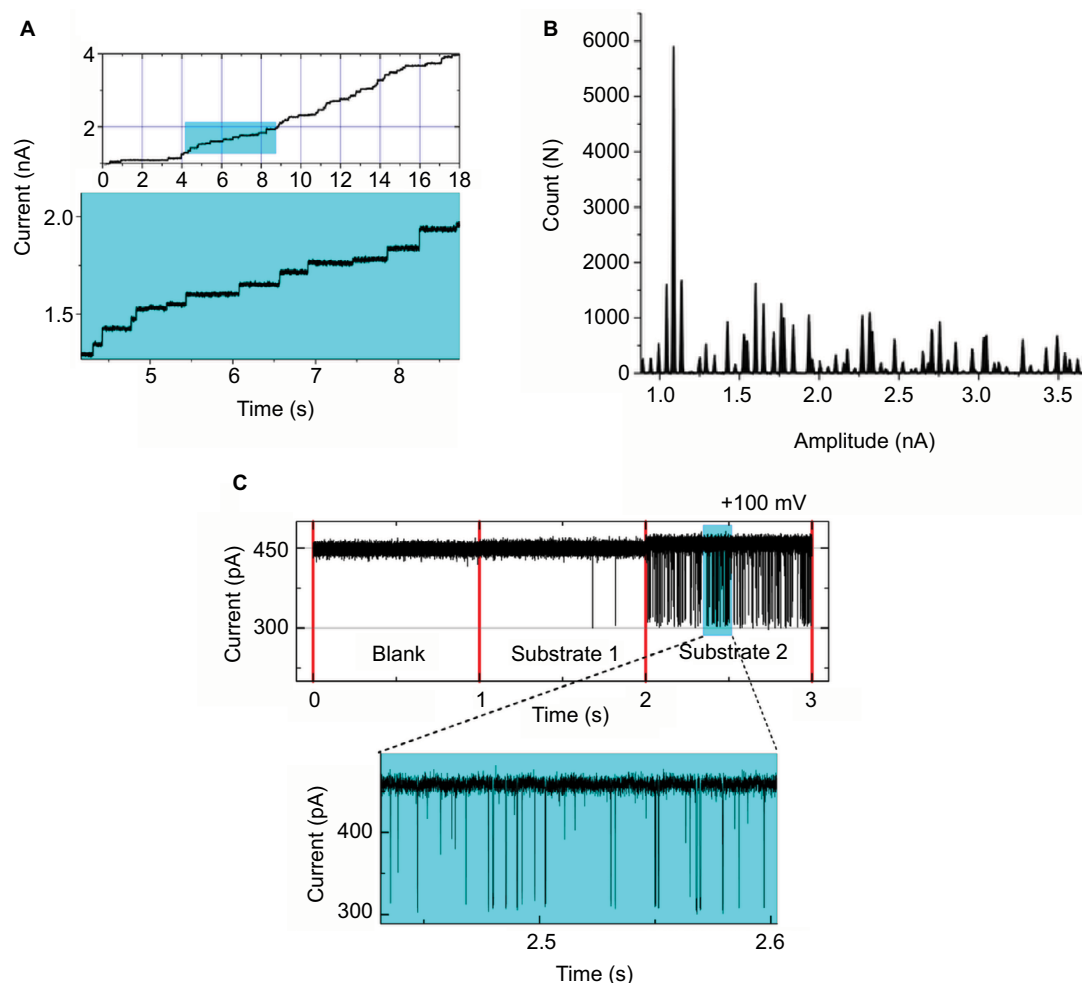 A
4
2
Current (nA)
0 2 4 6 8 10 12 14 16 18
2.0
1.5
5 6 7 8
Time (s)
B
6000
5000
6000
3000
2000
1000
0
Count (N)
1.0 1.5 2.0 2.5 3.0 3.5
Amplitude (nA)
C
+100 mV
450
300
Current (pA)
Blank Substrate 1 Substrate 2
0 1 2 3
Time (s)
400
300
Current (pA)
2.5 2.6
Time (s)